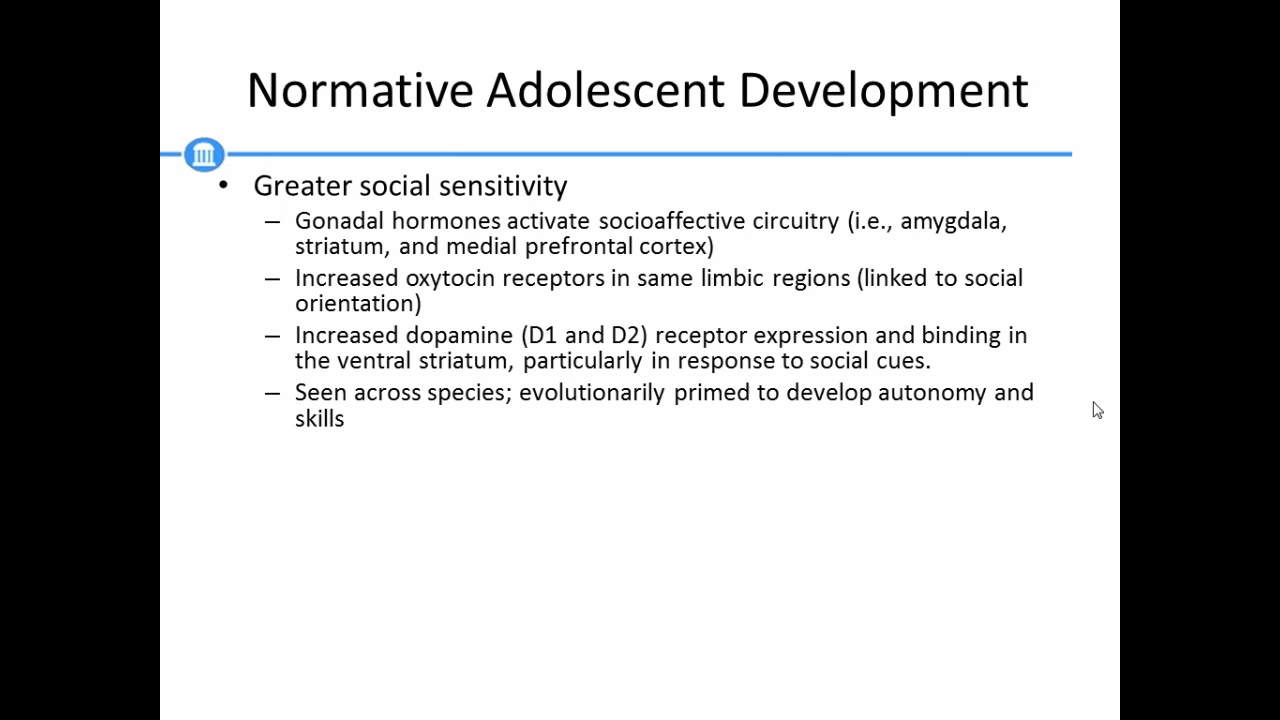 Normative Adolescent Development
• Greater social sensitivity
– Gonadal hormones activate socioaffective circuitry (i.e., amygdala,
striatum, and medial prefrontal cortex)
– Increased oxytocin receptors in same limbic regions (linked to social
orientation)
– Increased dopamine (D1 and D2) receptor expression and binding in
the ventral striatum, particularly in response to social cues.
– Seen across species; evolutionarily primed to develop autonomy and
skills